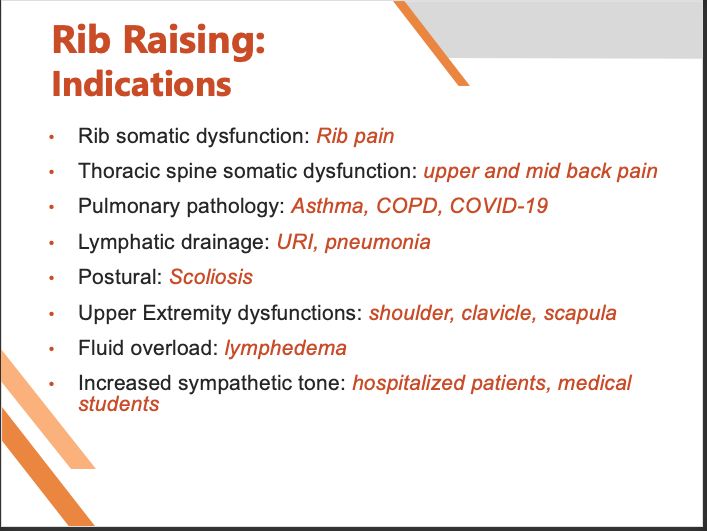 Rib Raising:
Indications
• Rib somatic dysfunction: Rib pain
• Thoracic spine somatic dysfunction: upper and mid back pain
• Pulmonary pathology: Asthma, COPD, COVID-19
• Lymphatic drainage: URI, pneumonia
• Postural: Scoliosis
• Upper Extremity dysfunctions: shoulder, clavicle, scapula
• Fluid overload: lymphedema
• Increased sympathetic tone: hospitalized patients, medical
students